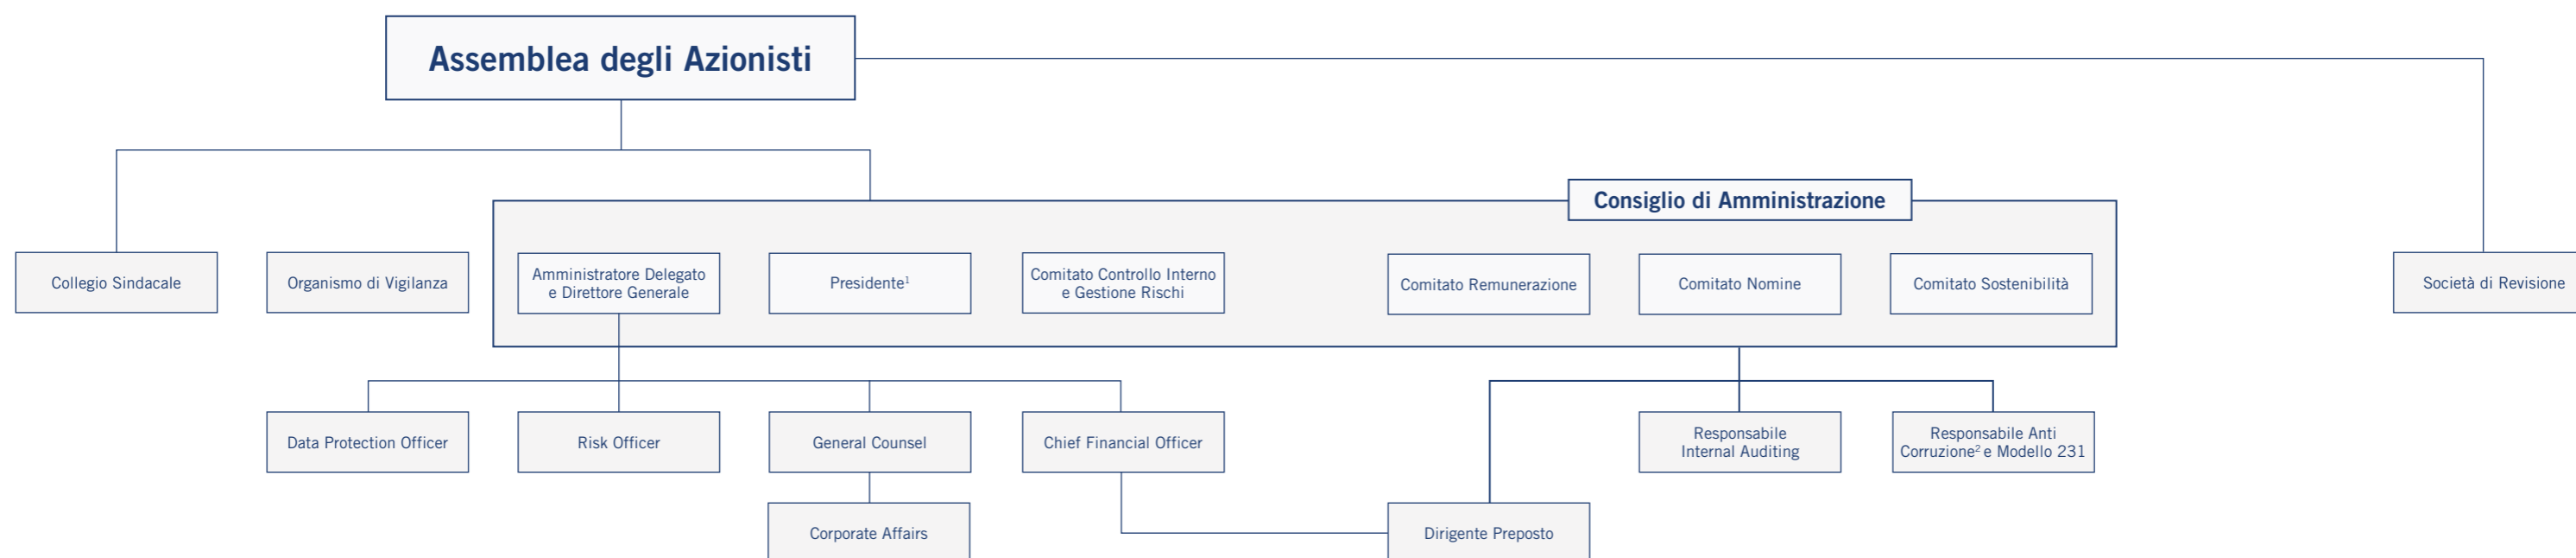 Assemblea degli Azionisti
Consiglio di Amministrazione
Collegio Sindacale
Organismo di Vigilanza
Amministratore Delegato
e Direttore Generale
Presidente¹
Comitato Controllo Interno
e Gestione Rischi
Comitato Remunerazione
Comitato Nomine
Comitato Sostenibilità
Società di Revisione
Data Protection Officer
Risk Officer
General Counsel
Chief Financial Officer
Responsabile
Internal Auditing
Responsabile Anti
Corruzione² e Modello 231
Corporate Affairs
Dirigente Preposto